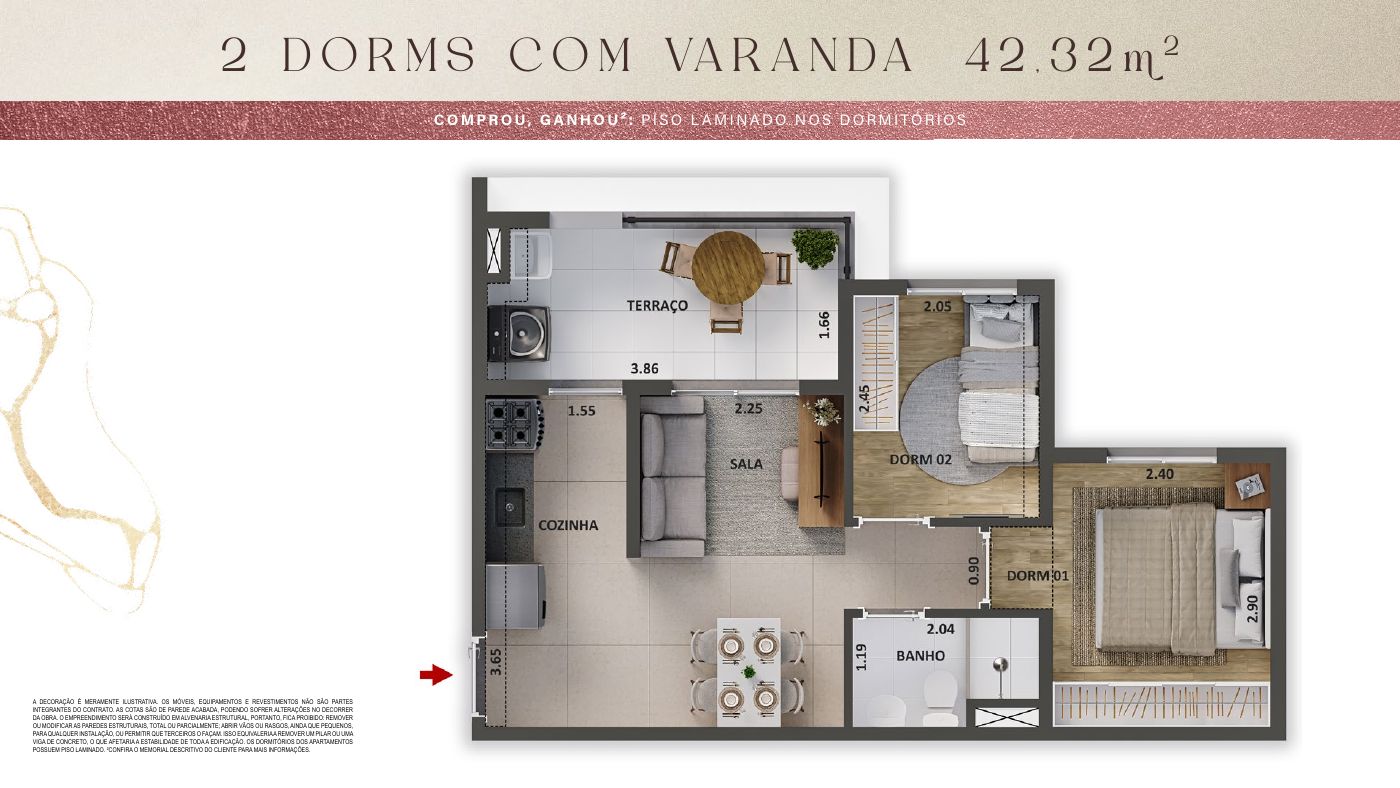 2 DORMS COM VARANDA 42,32m²
COMPROU, GANHOU²: PISO LAMINADO NOS DORMITÓRIOS
TERRAÇO
1.66
3.86
2.05
2.45
DORM 02
1.55
2.25
SALA
COZINHA
2.40
0.90
DORM 01
2.90
2.04
1.19
BANHO
3.65
A DECORAÇÃO É MERAMENTE ILUSTRATIVA. OS MÓVEIS, EQUIPAMENTOS E REVESTIMENTOS NÃO SÃO PARTES
INTEGRANTES DO CONTRATO. AS COTAS SÃO DE PAREDE ACABADA, PODENDO SOFRER ALTERAÇÕES NO DECORRER
DA OBRA. O EMPREENDIMENTO SERÁ CONSTRUÍDO EM ALVENARIA ESTRUTURAL, PORTANTO, FICA PROIBIDO: REMOVER
OU MODIFICAR AS PAREDES ESTRUTURAIS, TOTAL OU PARCIALMENTE; ABRIR VÃOS OU RASGOS, AINDA QUE PEQUENOS,
PARA QUALQUER INSTALAÇÃO, OU PERMITIR QUE TERCEIROS O FAÇAM. ISSO EQUIVALERIA A REMOVER UM PILAR OU UMA
VIGA DE CONCRETO, O QUE AFETARIA A ESTABILIDADE DE TODA A EDIFICAÇÃO. OS DORMITÓRIOS DOS APARTAMENTOS
POSSUEM PISO LAMINADO. ²CONFIRA O MEMORIAL DESCRITIVO DO CLIENTE PARA MAIS INFORMAÇÕES.